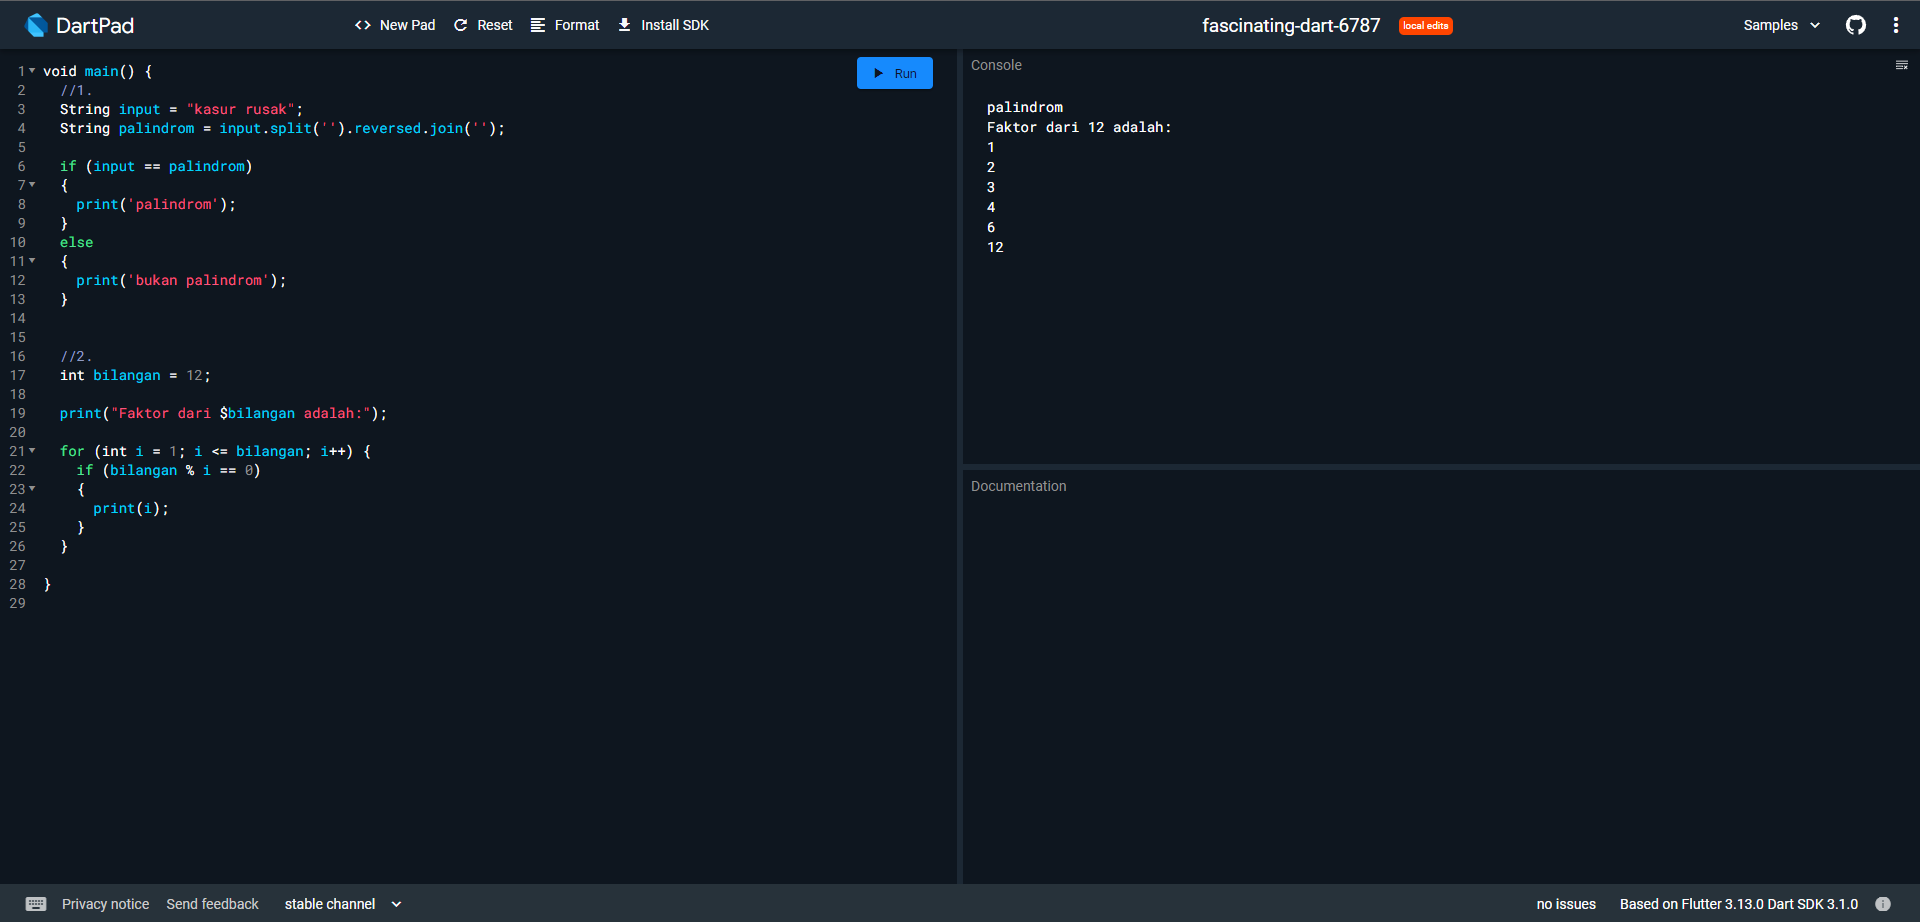 DartPad
<> New Pad Reset Format Install SDK
fascinating-dart-6787 local edits
Samples
1 void main() {
2   //1.
3   String input = "kasur rusak";
4   String palindrom = input.split('').reversed.join('');
5
6   if (input == palindrom)
7   {
8     print('palindrom');
9   }
10   else
11   {
12     print('bukan palindrom');
13   }
14
15
16   //2.
17   int bilangan = 12;
18
19   print("Faktor dari $bilangan adalah:");
20
21   for (int i = 1; i <= bilangan; i++) {
22     if (bilangan % i == 0)
23     {
24       print(i);
25     }
26   }
27
28 }
29
Run
Console
palindrom
Faktor dari 12 adalah:
1
2
3
4
6
12
Documentation
Privacy notice Send feedback stable channel
no issues Based on Flutter 3.13.0 Dart SDK 3.1.0